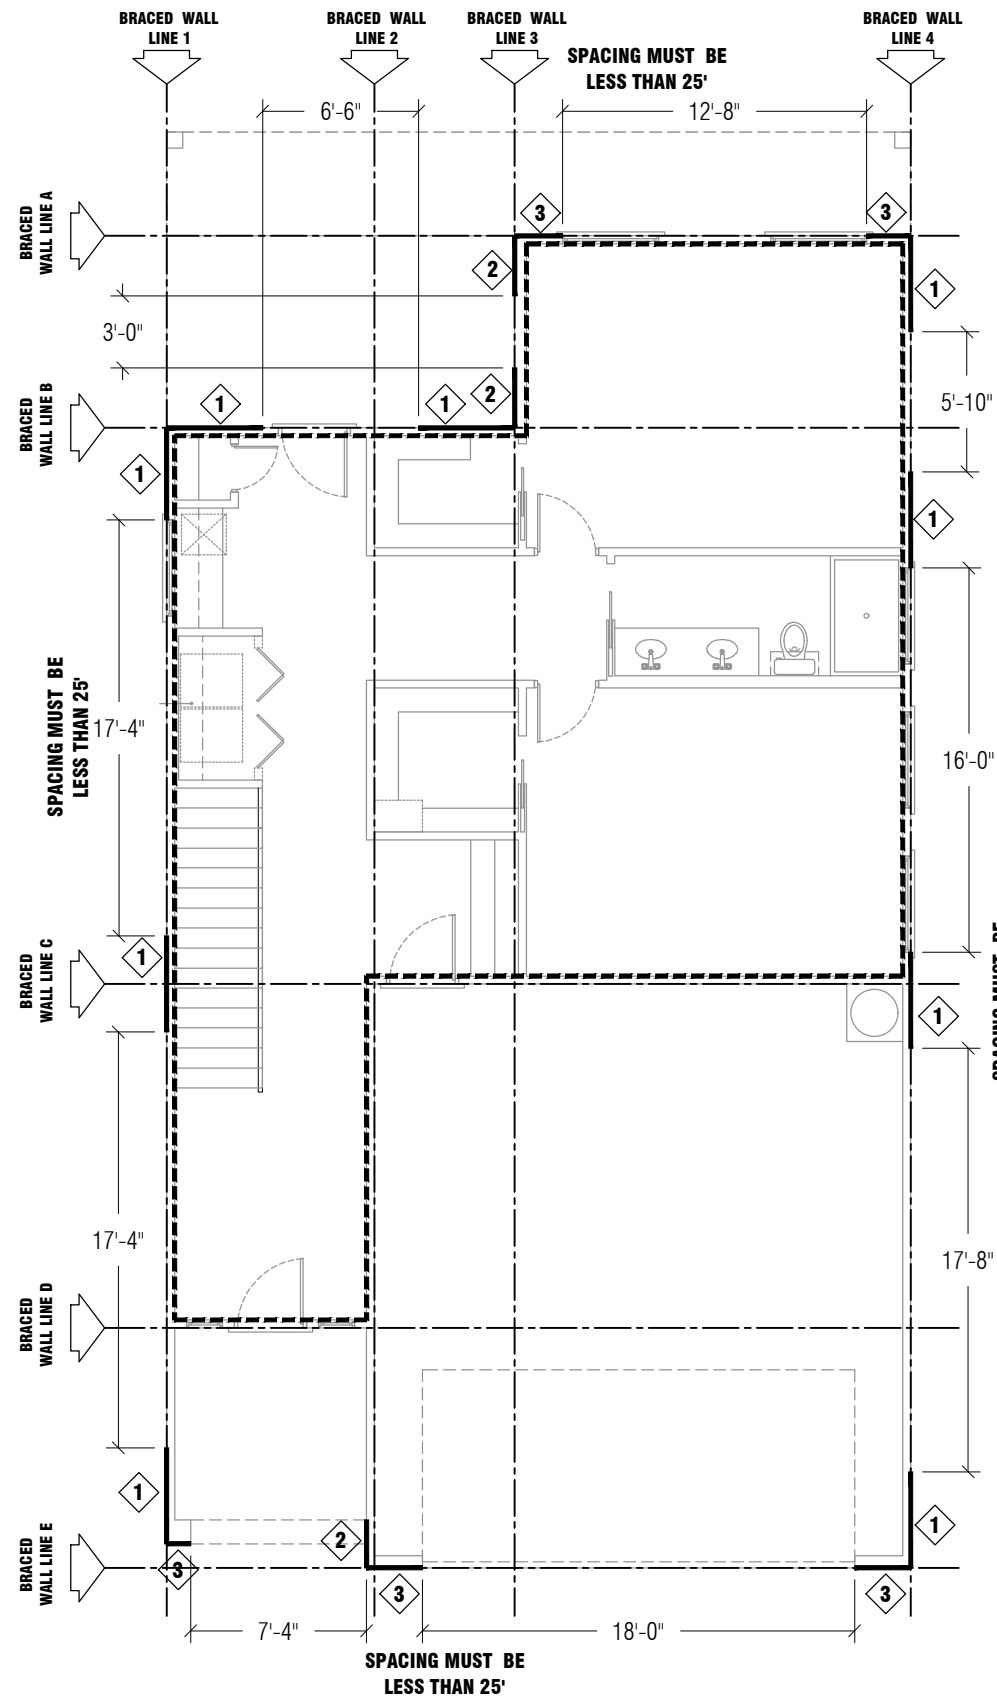 BRACED WALL
LINE 1
BRACED WALL
LINE 2
BRACED WALL
LINE 3
BRACED WALL
LINE 4
SPACING MUST BE
LESS THAN 25'
6'-6"
12'-8"
BRACED
WALL LINE A
3
3
2
1
3'-0"
BRACED
WALL LINE B
1
1
2
5'-10"
1
1
SPACING MUST BE
LESS THAN 25'
17'-4"
16'-0"
BRACED
WALL LINE C
1
1
SPACING MUST BE
17'-4"
17'-8"
BRACED
WALL LINE D
1
2
1
BRACED
WALL LINE E
3
3
3
7'-4"
18'-0"
SPACING MUST BE
LESS THAN 25'